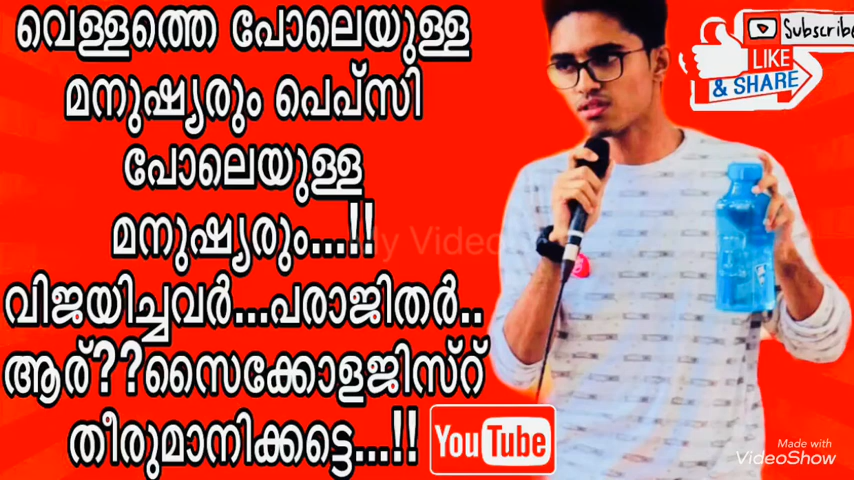 വെള്ളത്തെ പോലെയുള്ള
മനുഷ്യരും പെപ്സി
പോലെയുള്ള
മനുഷ്യരും...!!
വിജയിച്ചവർ...പരാജിതർ..
ആര്??സൈക്കോളജിസ്റ്റ്
തീരുമാനിക്കട്ടെ...!!
YouTube
Subscribe
LIKE
& SHARE
Made with
VideoShow